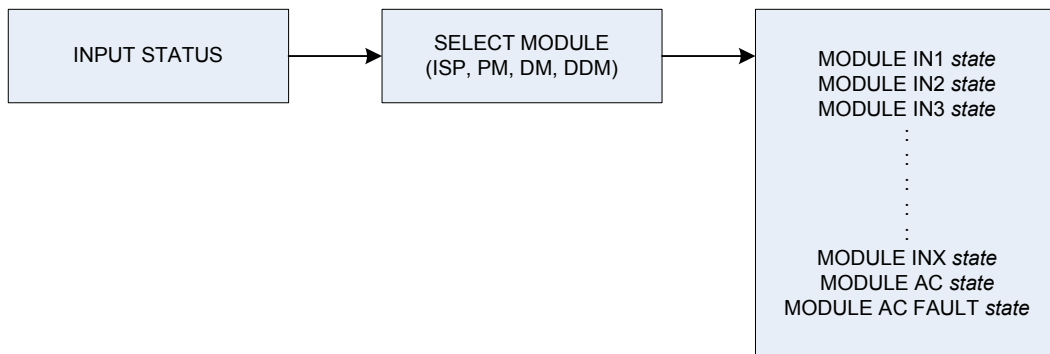 INPUT STATUS
SELECT MODULE
(ISP, PM, DM, DDM)
MODULE IN1 state
MODULE IN2 state
MODULE IN3 state
:
:
:
:
:
MODULE INX state
MODULE AC state
MODULE AC FAULT state